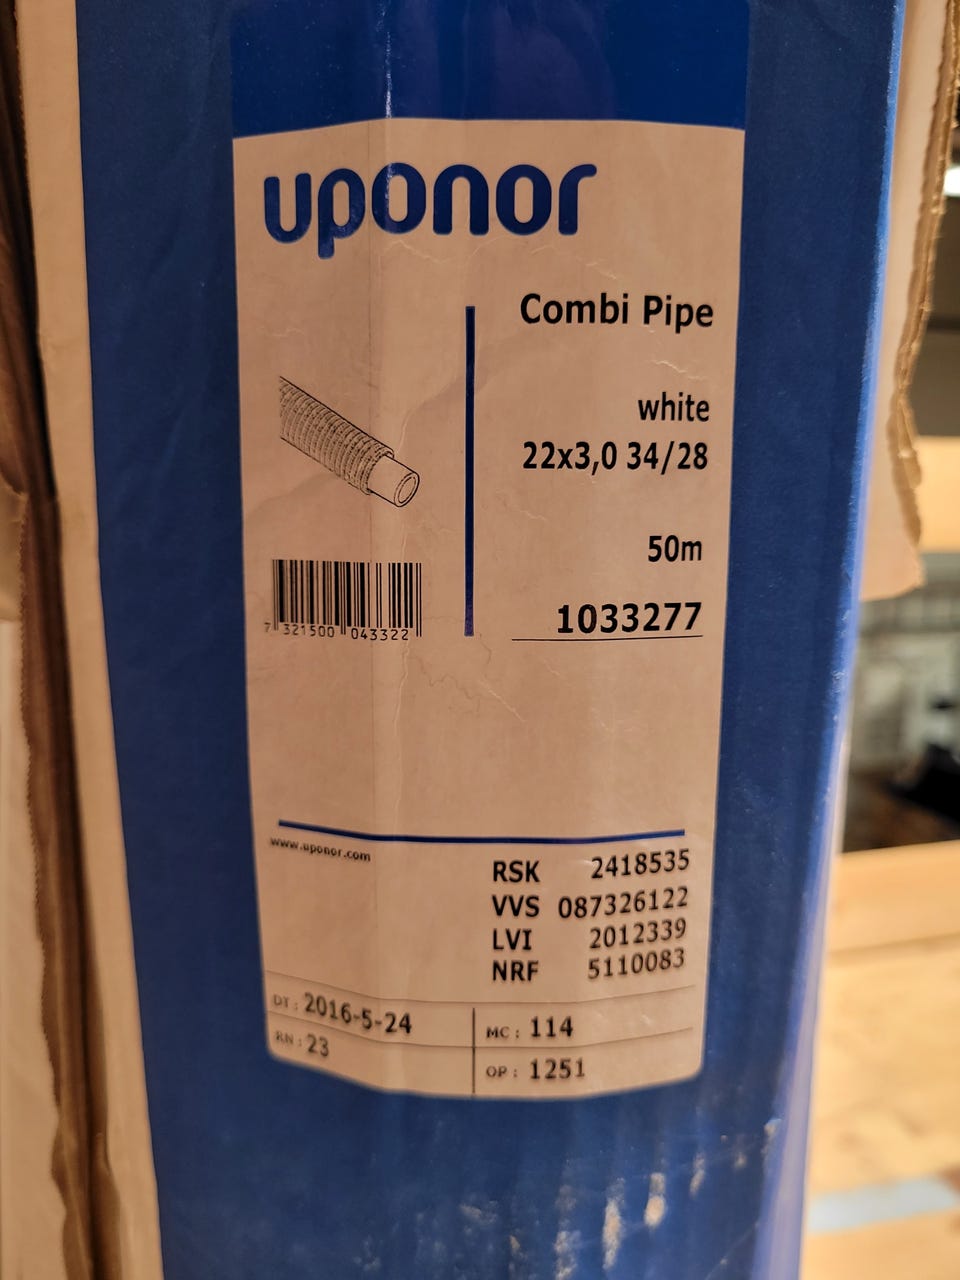 uponor
Combi Pipe
white
22x3,0 34/28
50m
1033277
7 321500 043322
www.uponor.com
RSK 2418535
VVS 087326122
LVI 2012339
NRF 5110083
DT: 2016-5-24
RN: 23
MC: 114
OP: 1251